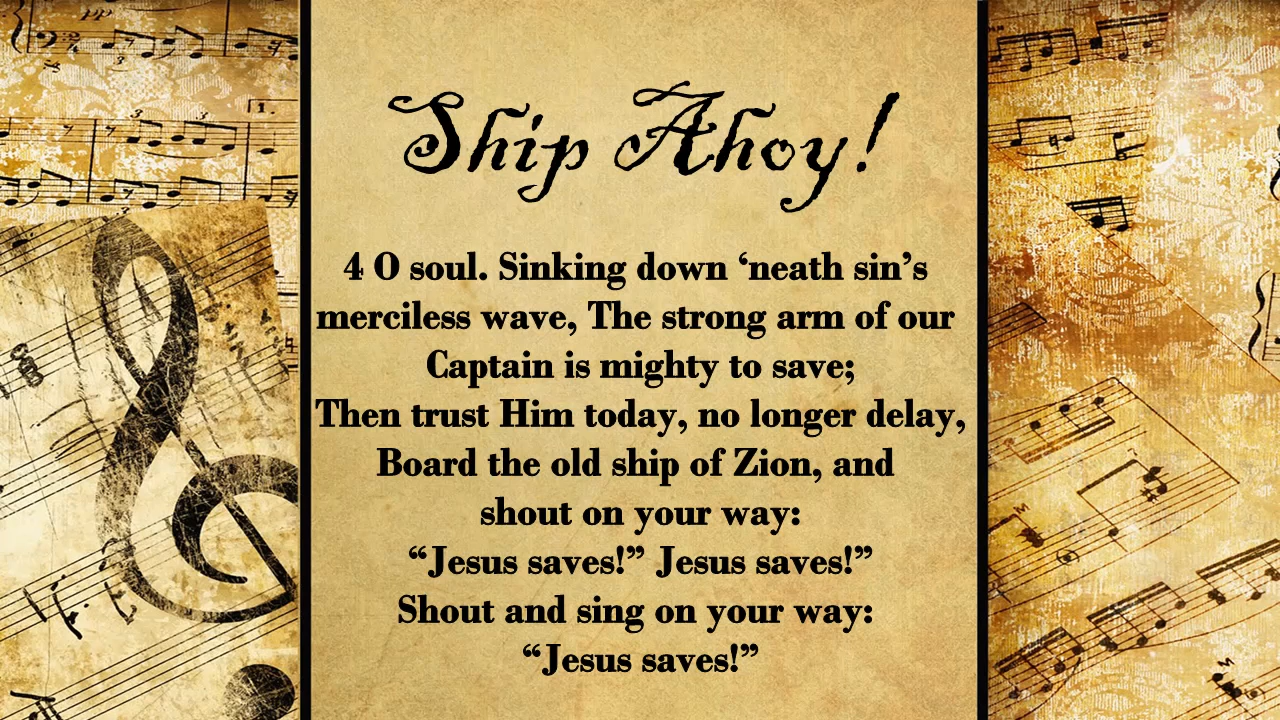 Ship Ahoy!
4 O soul. Sinking down ‘neath sin’s
merciless wave, The strong arm of our
Captain is mighty to save;
Then trust Him today, no longer delay,
Board the old ship of Zion, and
shout on your way:
“Jesus saves!” Jesus saves!”
Shout and sing on your way:
“Jesus saves!”